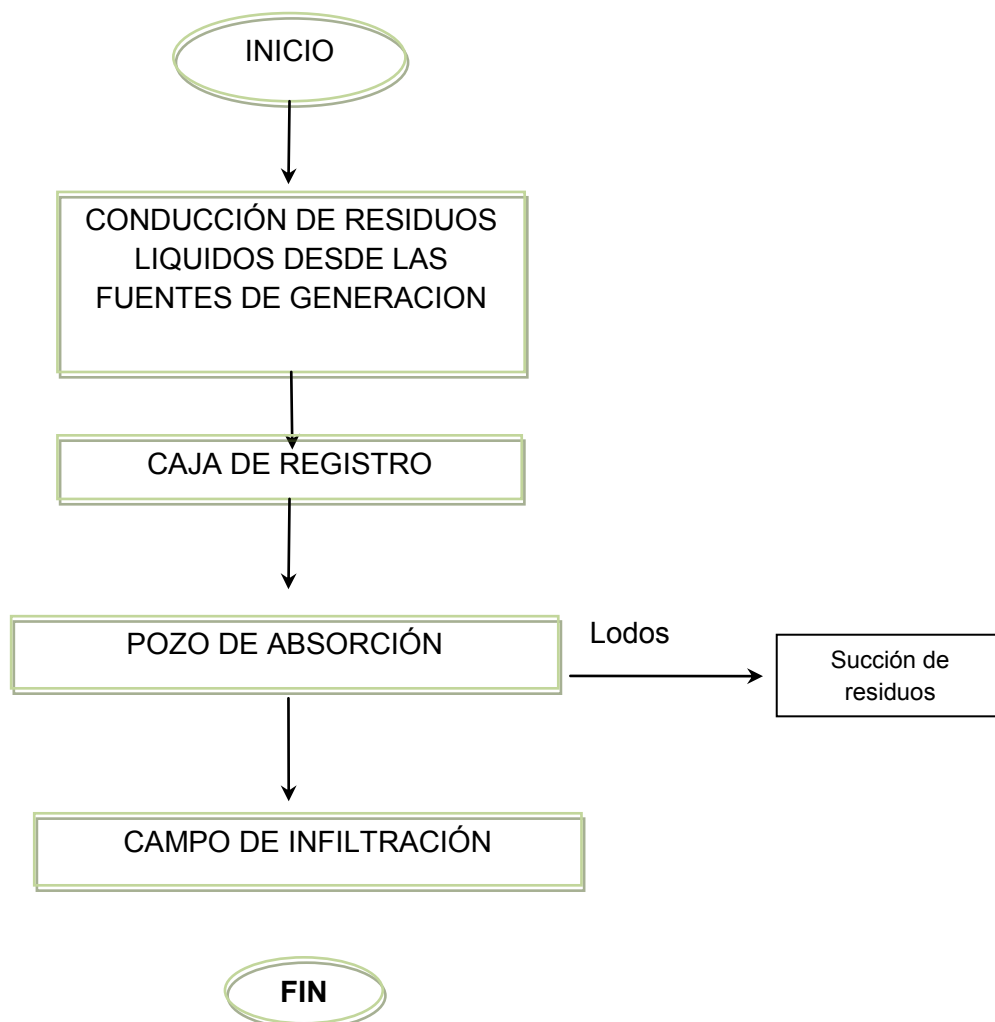 INICIO
CONDUCCIÓN DE RESIDUOS
LIQUIDOS DESDE LAS
FUENTES DE GENERACION
CAJA DE REGISTRO
POZO DE ABSORCIÓN
Lodos
Succión de
residuos
CAMPO DE INFILTRACIÓN
FIN